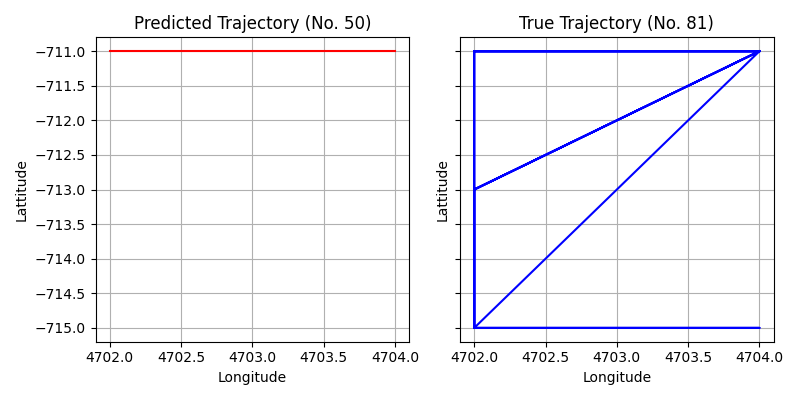 Predicted Trajectory (No. 50)
True Trajectory (No. 81)
−711.0
−711.5
−712.0
−712.5
−713.0
−713.5
−714.0
−714.5
−715.0
Lattitude
Lattitude
4702.0 4702.5 4703.0 4703.5 4704.0
4702.0 4702.5 4703.0 4703.5 4704.0
Longitude
Longitude